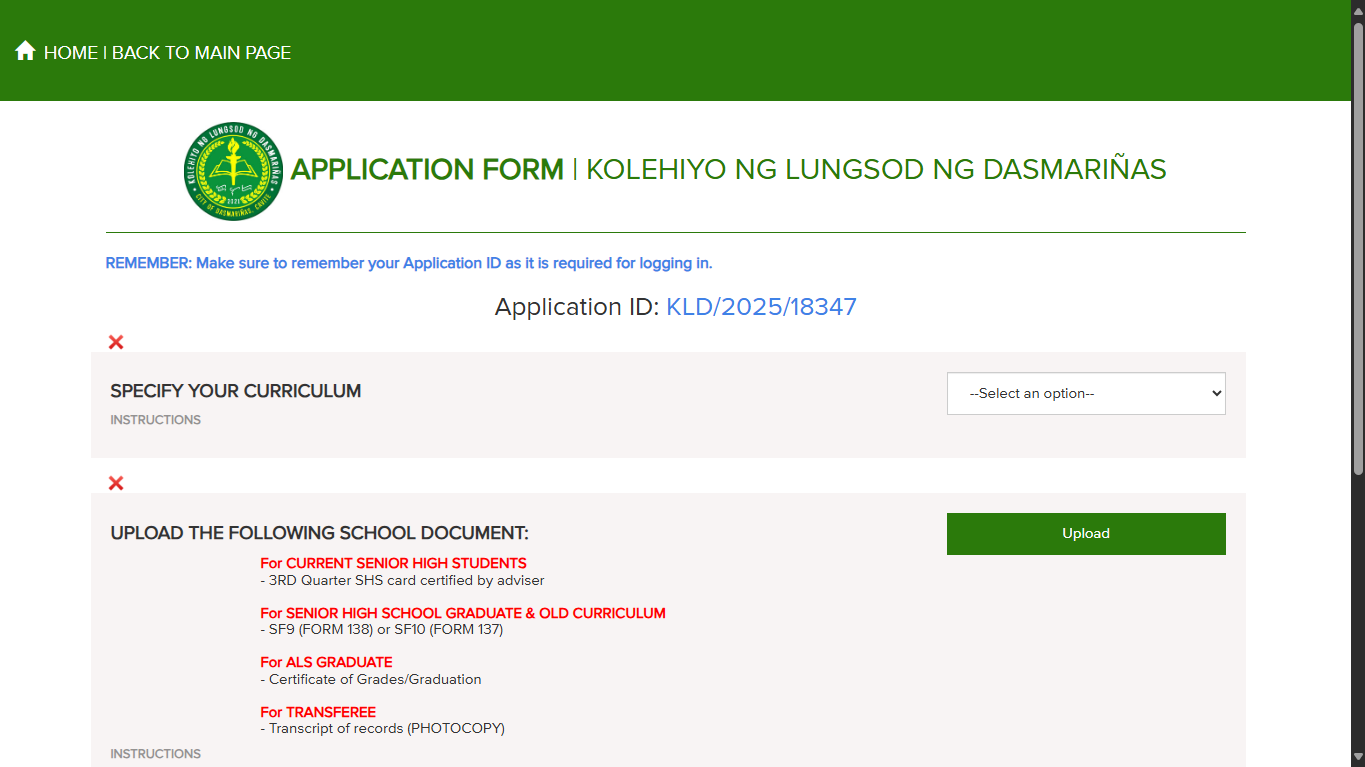 HOME | BACK TO MAIN PAGE
KOLEHIYO NG LUNGSOD NG DASMARIÑAS
2021
CITY OF DASMARIÑAS, CAVITE
APPLICATION FORM | KOLEHIYO NG LUNGSOD NG DASMARIÑAS
REMEMBER: Make sure to remember your Application ID as it is required for logging in.
Application ID: KLD/2025/18347
SPECIFY YOUR CURRICULUM
--Select an option--
INSTRUCTIONS
UPLOAD THE FOLLOWING SCHOOL DOCUMENT:
Upload
For CURRENT SENIOR HIGH STUDENTS
- 3RD Quarter SHS card certified by adviser
For SENIOR HIGH SCHOOL GRADUATE & OLD CURRICULUM
- SF9 (FORM 138) or SF10 (FORM 137)
For ALS GRADUATE
- Certificate of Grades/Graduation
For TRANSFEREE
- Transcript of records (PHOTOCOPY)
INSTRUCTIONS